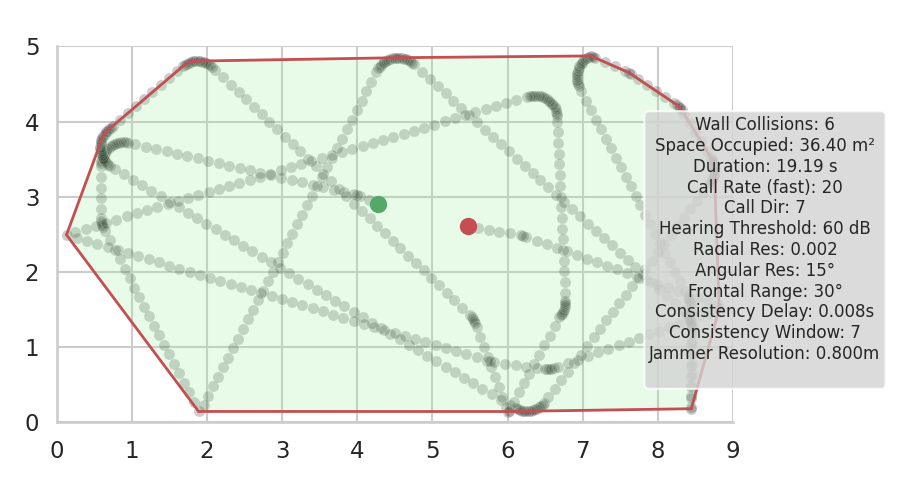 5
4
3
2
1
0
0 1 2 3 4 5 6 7 8 9
Wall Collisions: 6
Space Occupied: 36.40 m²
Duration: 19.19 s
Call Rate (fast): 20
Call Dir: 7
Hearing Threshold: 60 dB
Radial Res: 0.002
Angular Res: 15°
Frontal Range: 30°
Consistency Delay: 0.008s
Consistency Window: 7
Jammer Resolution: 0.800m